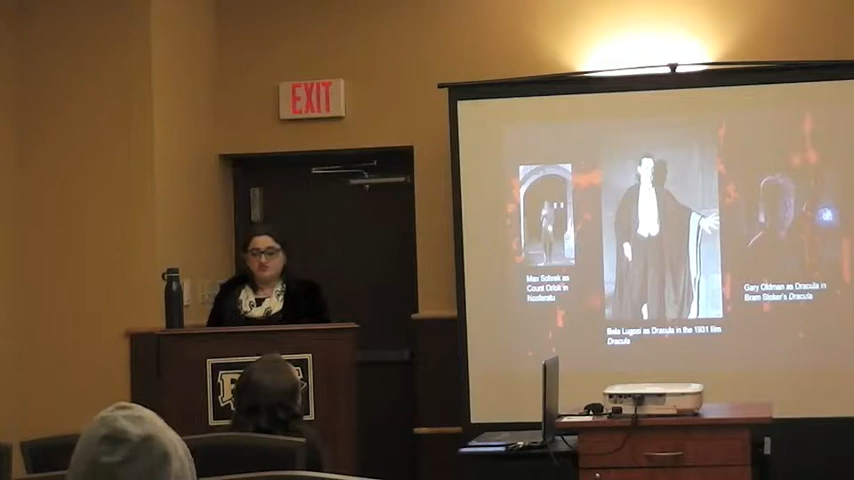 EXIT
Max Schrek as
Count Orlok in
Nosferatu
Bela Lugosi as Dracula in the 1931 film
Dracula
Gary Oldman as Dracula in
Bram Stoker's Dracula